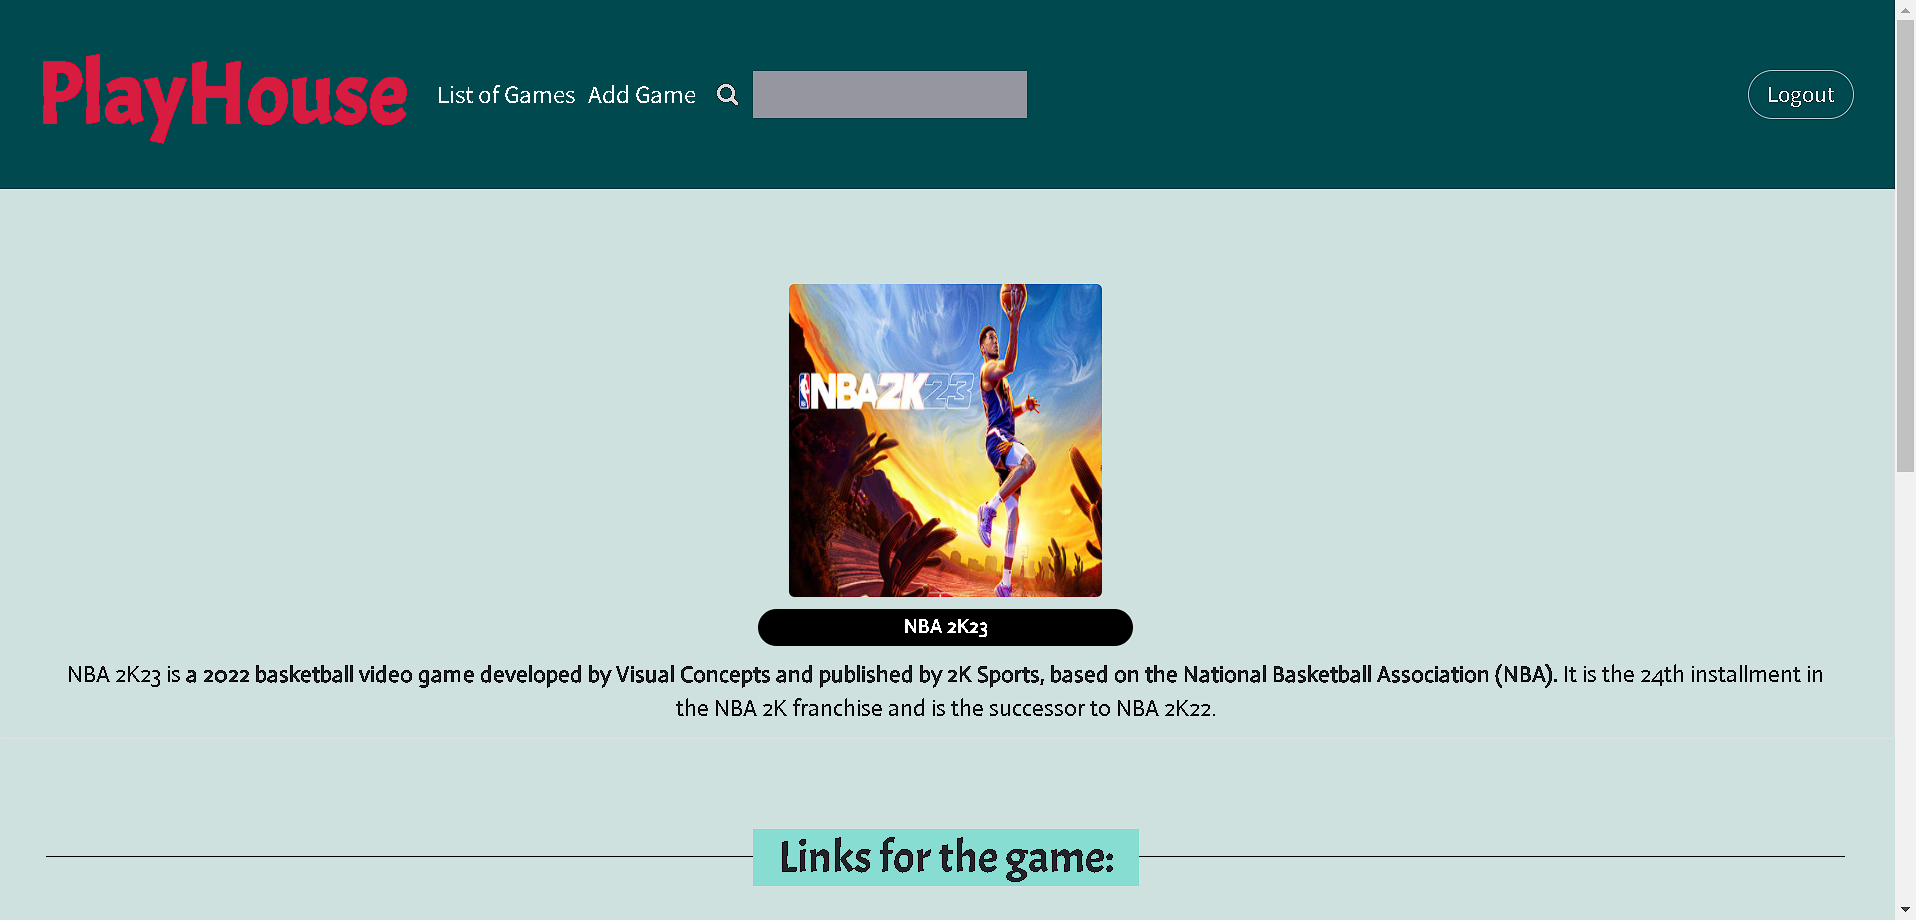 PlayHouse
List of Games
Add Game
Logout
NBA2K23
NBA 2K23
NBA 2K23 is a 2022 basketball video game developed by Visual Concepts and published by 2K Sports, based on the National Basketball Association (NBA). It is the 24th installment in
the NBA 2K franchise and is the successor to NBA 2K22.
Links for the game: